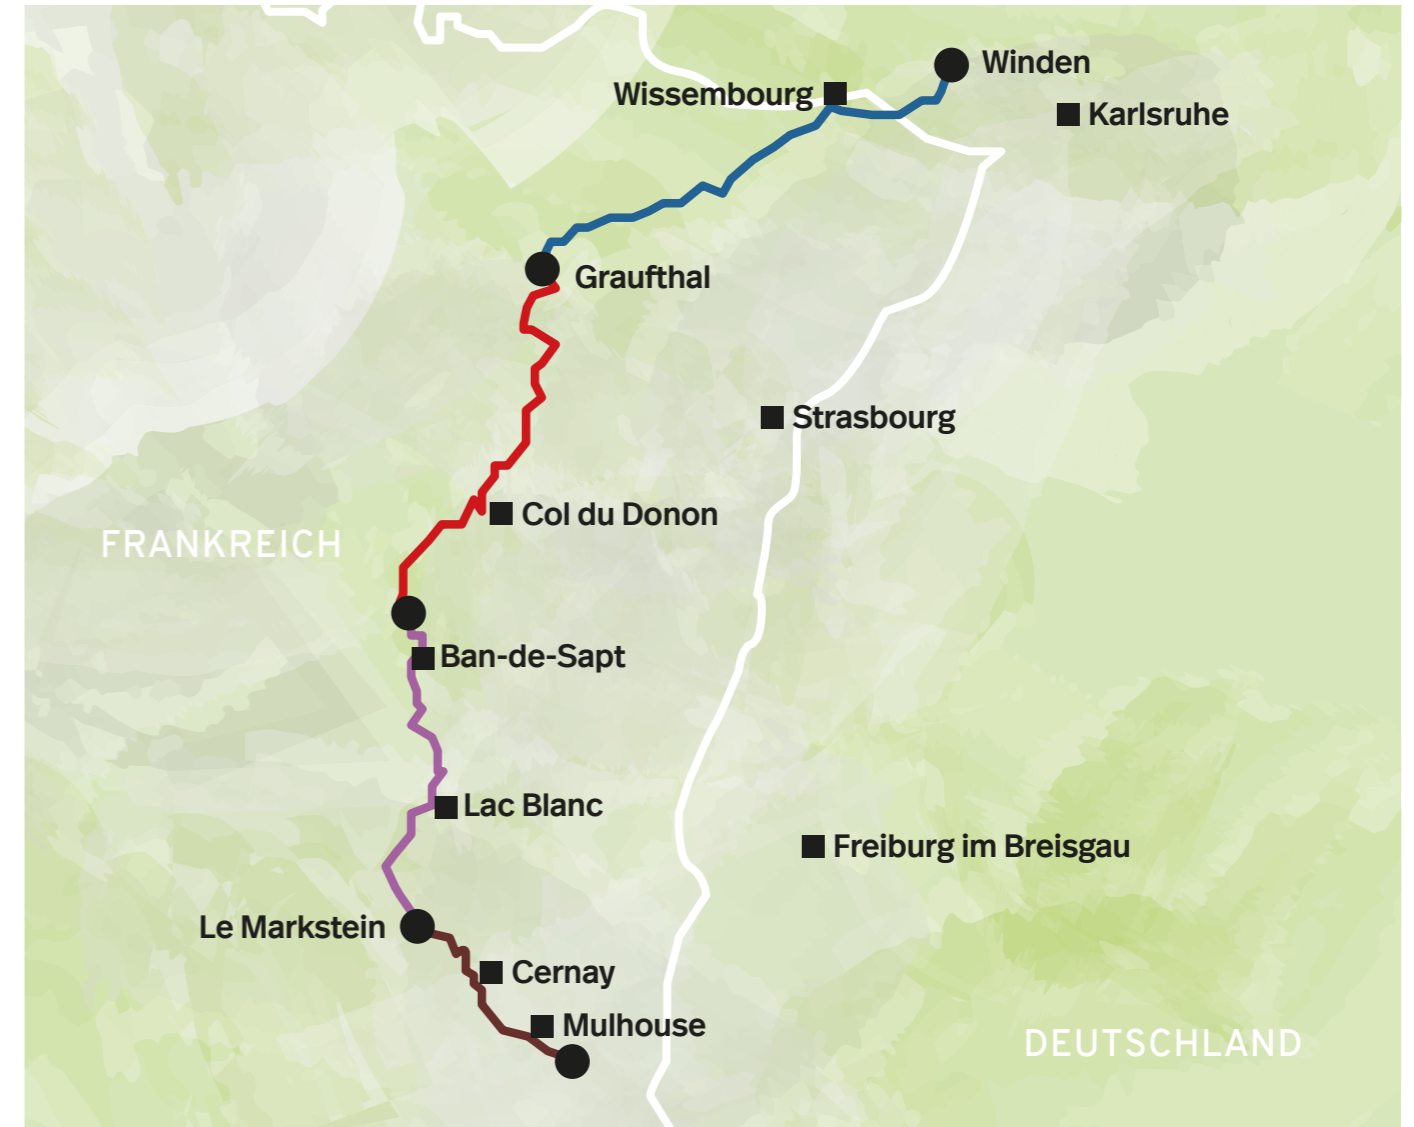 Winden
Wissembourg
Karlsruhe
Graufthal
Strasbourg
Col du Donon
FRANKREICH
Ban-de-Sapt
Lac Blanc
Freiburg im Breisgau
Le Markstein
Cernay
Mulhouse
DEUTSCHLAND